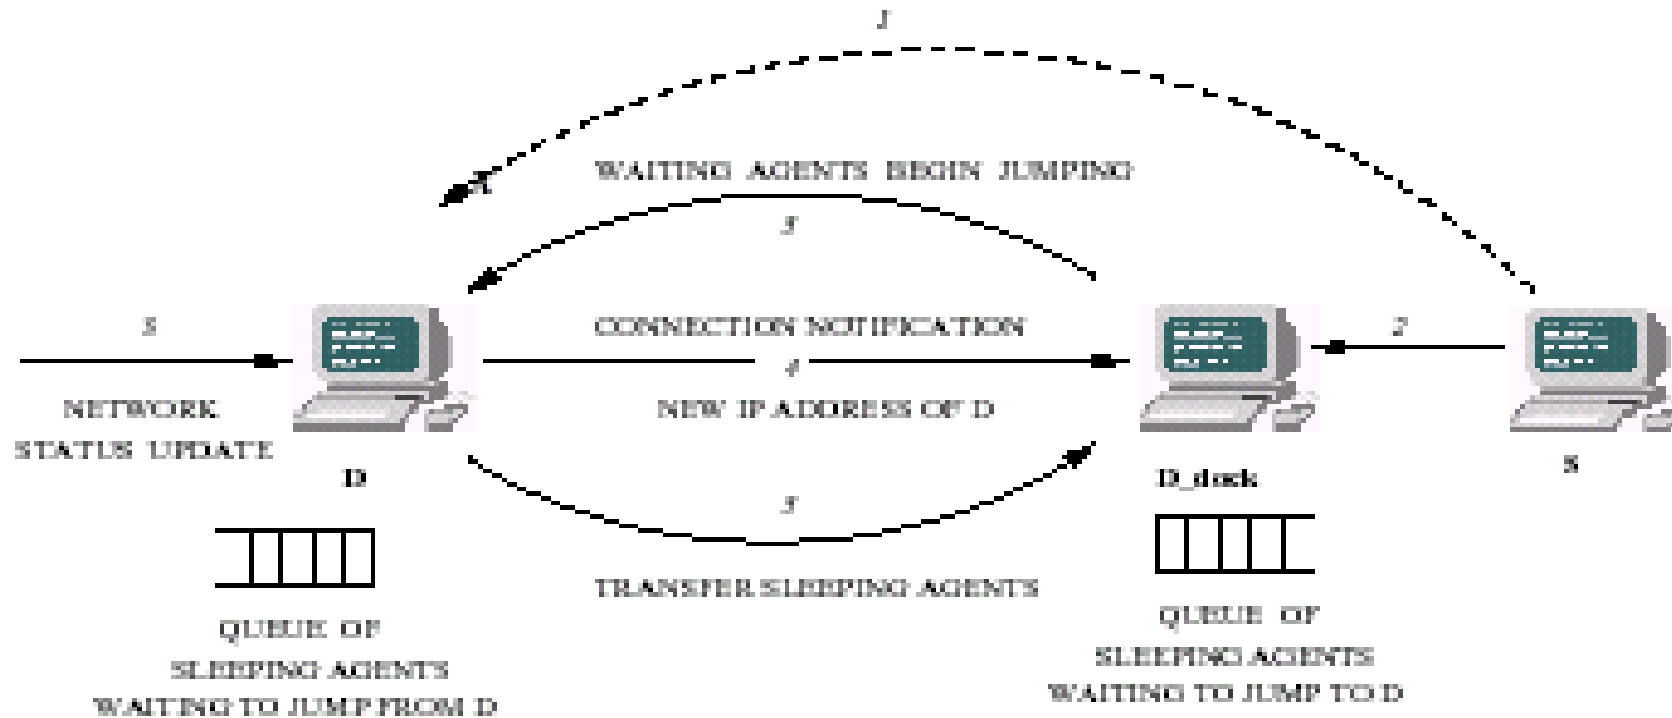 1
WAITING AGENTS BEGIN JUMPING
5
3
CONNECTION NOTIFICATION
2
4
NETWORK
STATUS UPDATE
NEW IP ADDRESS OF D
D
D_dock
S
5
TRANSFER SLEEPING AGENTS
QUEUE OF
SLEEPING AGENTS
WAITING TO JUMP FROM D
QUEUE OF
SLEEPING AGENTS
WAITING TO JUMP TO D